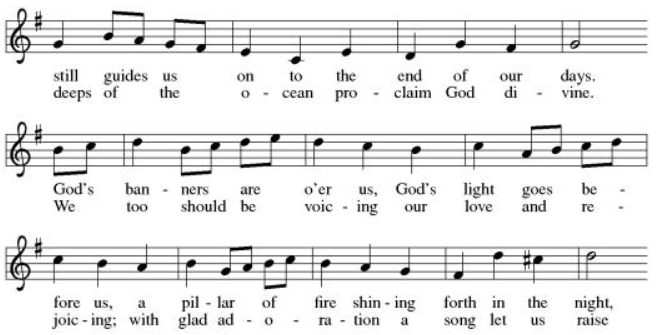 still guides us on to the end of our days.
deeps of the o - cean pro - claim God di - vine.
God's ban - ners are o'er us, God's light goes be -
We too should be voic - ing our love and re -
fore us, a pil - lar of fire shin - ing forth in the night,
joic - ing; with glad ad - o - ra - tion a song let us raise